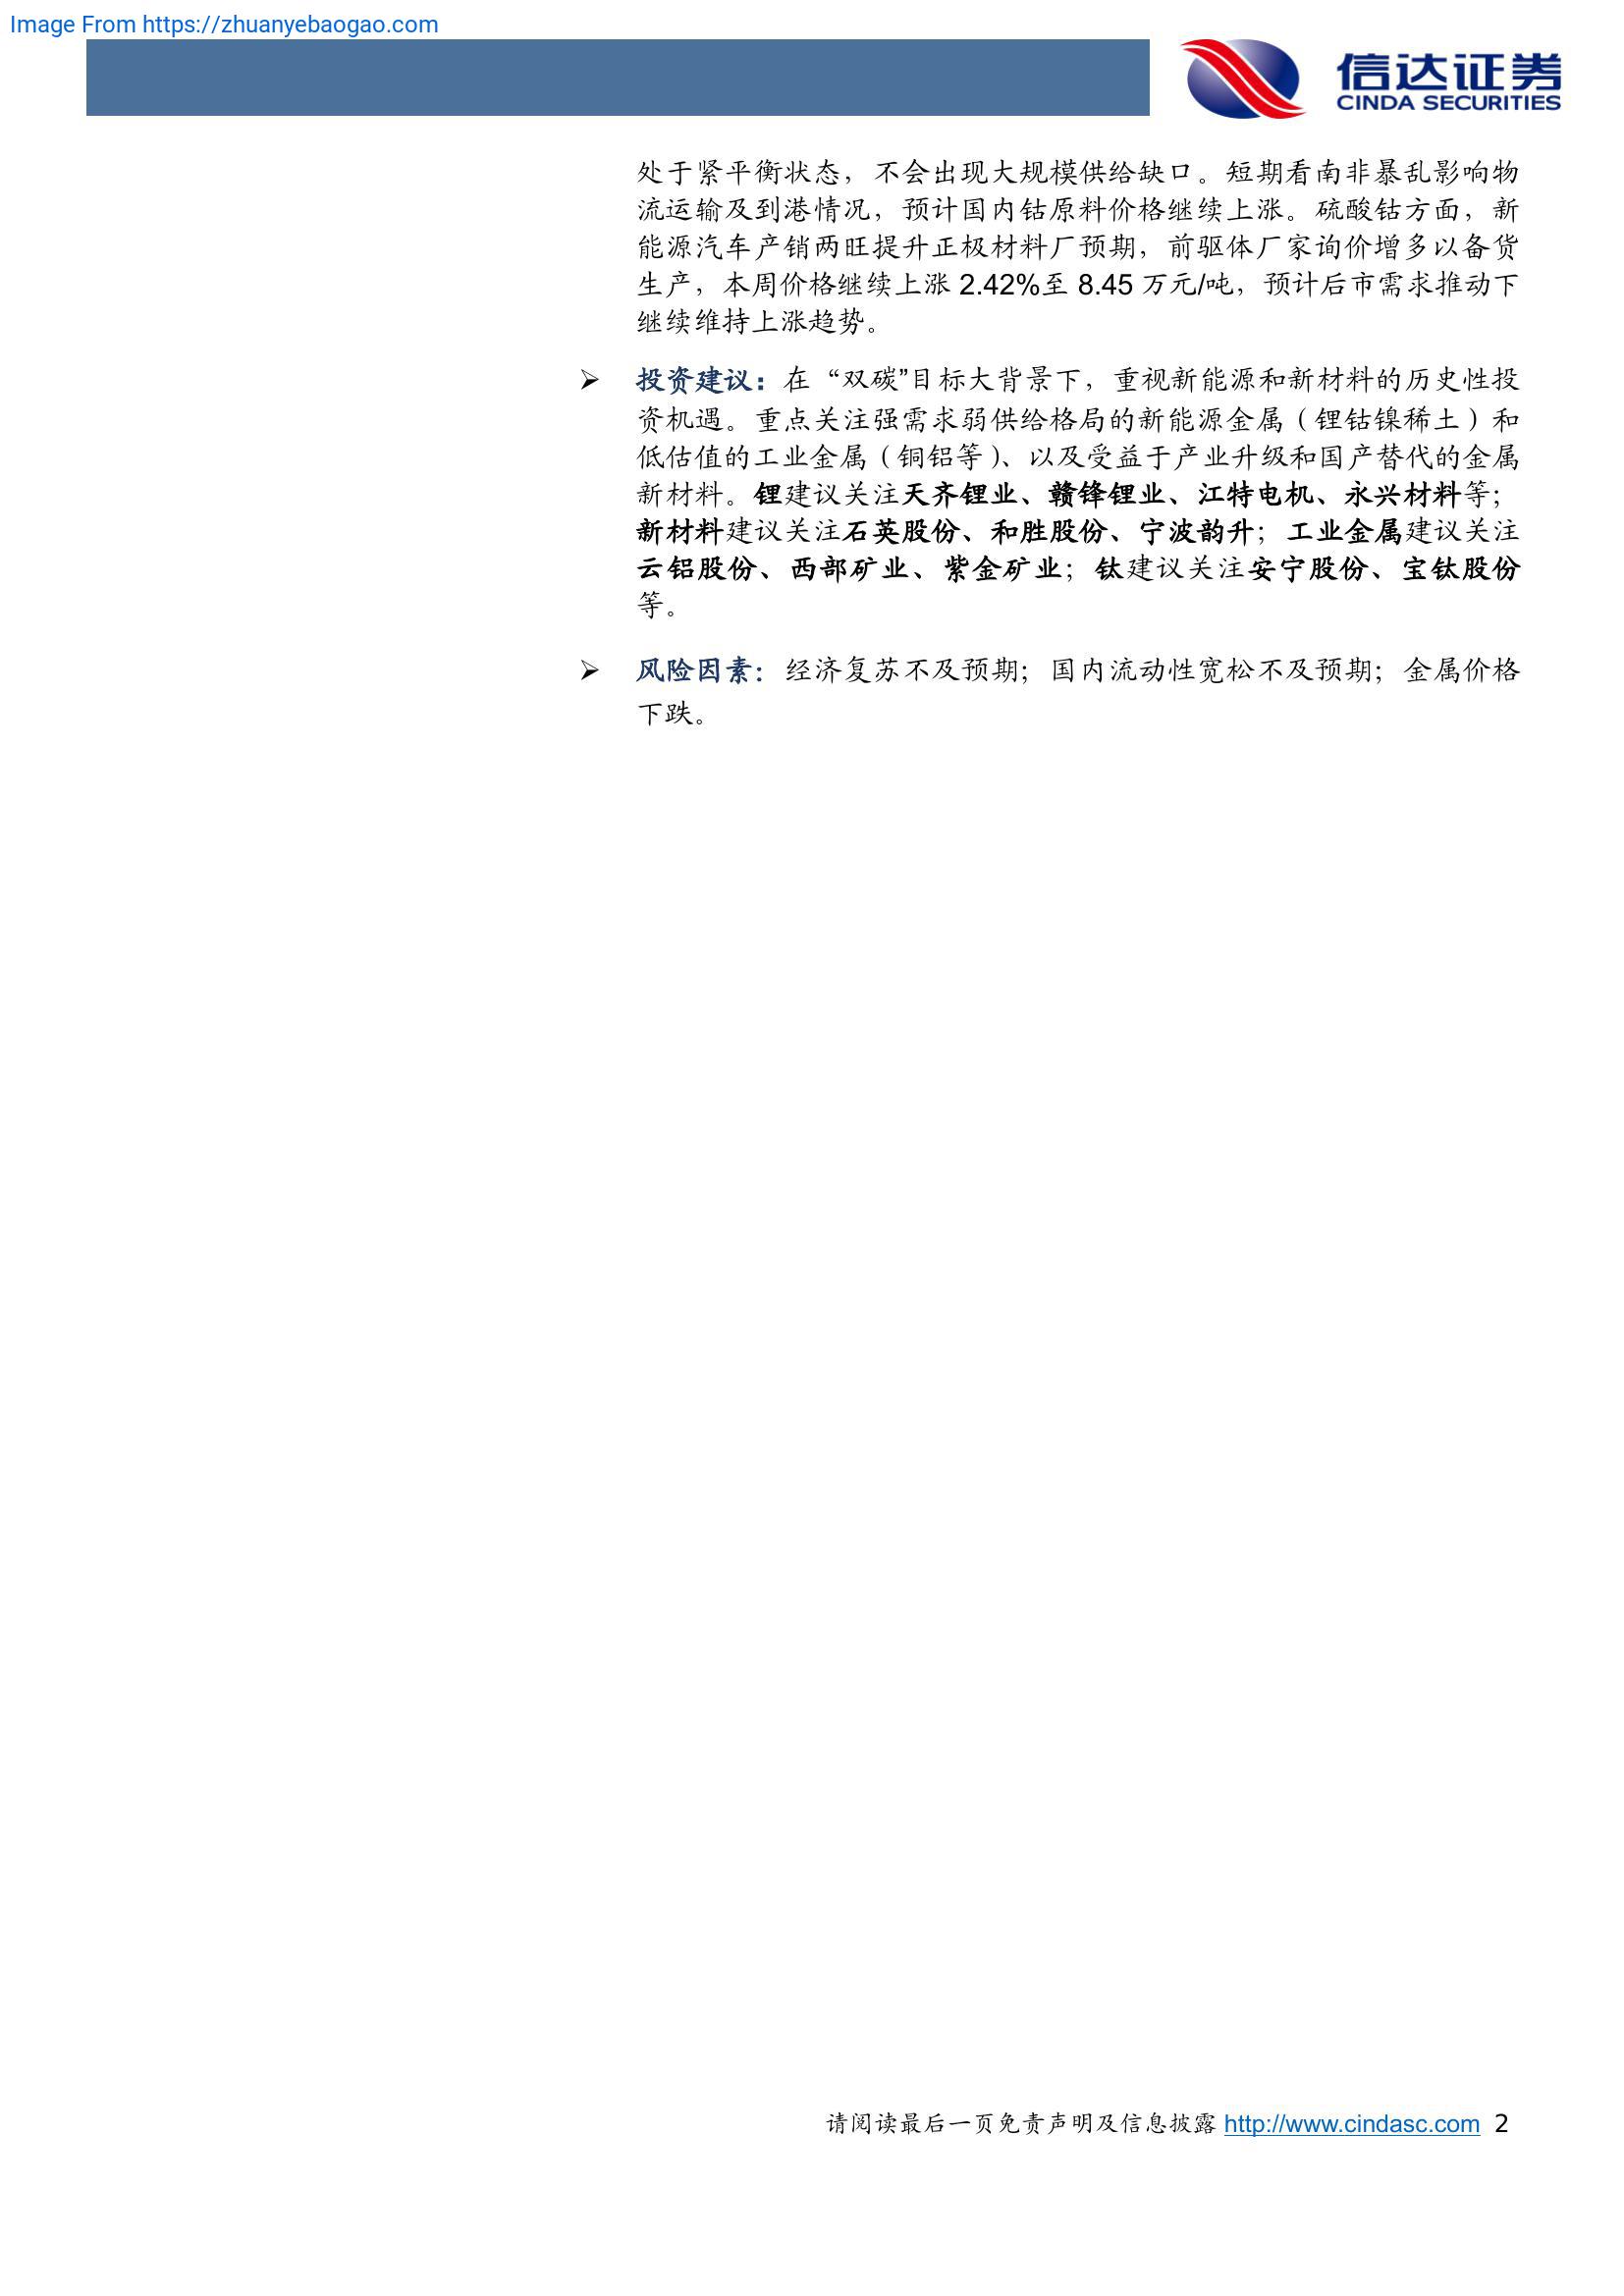 Image From https://zhuanyebaogao.com
信达证券
CINDA SECURITIES
处于紧平衡状态，不会出现大规模供给缺口。短期看南非暴乱影响物
流运输及到港情况，预计国内钴原料价格继续上涨。硫酸钴方面，新
能源汽车产销两旺提升正极材料厂预期，前驱体厂家询价增多以备货
生产，本周价格继续上涨 2.42%至 8.45 万元/吨，预计后市需求推动下
继续维持上涨趋势。
➢ 投资建议：在“双碳”目标大背景下，重视新能源和新材料的历史性投
资机遇。重点关注强需求弱供给格局的新能源金属（锂钴镍稀土）和
低估值的工业金属（铜铝等）、以及受益于产业升级和国产替代的金属
新材料。锂建议关注天齐锂业、赣锋锂业、江特电机、永兴材料等；
新材料建议关注石英股份、和胜股份、宁波韵升；工业金属建议关注
云铝股份、西部矿业、紫金矿业；钛建议关注安宁股份、宝钛股份
等。
➢ 风险因素：经济复苏不及预期；国内流动性宽松不及预期；金属价格
下跌。
请阅读最后一页免责声明及信息披露 http://www.cindasc.com 2